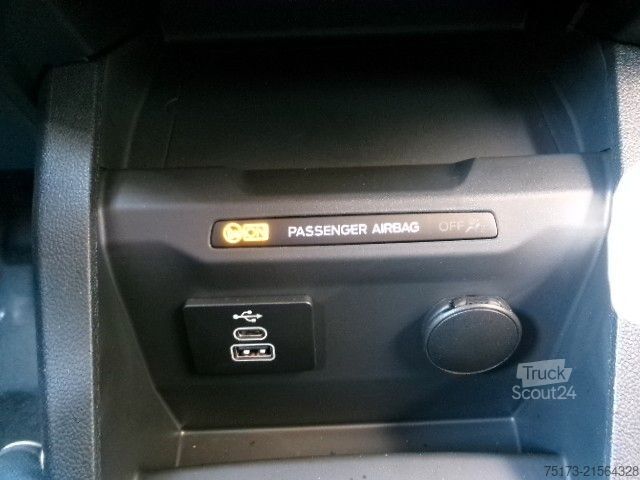 ON PASSENGER AIRBAG OFF
Truck
Scout24
75173-21564328